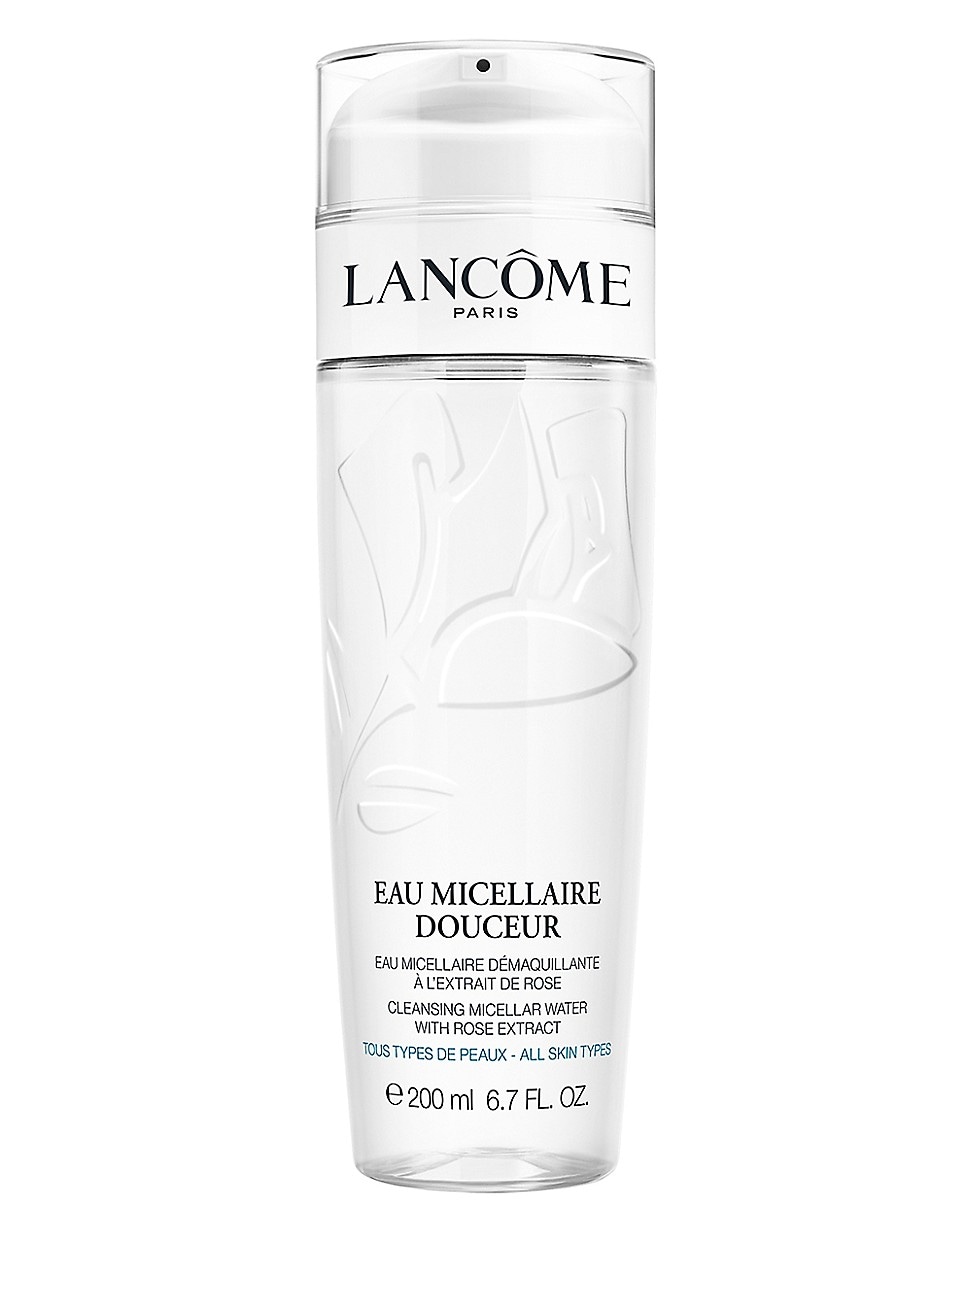 LANCÔME
PARIS
EAU MICELLAIRE
DOUCEUR
EAU MICELLAIRE DÉMAQUILLANTE
À L'EXTRAIT DE ROSE
CLEANSING MICELLAR WATER
WITH ROSE EXTRACT
TOUS TYPES DE PEAUX - ALL SKIN TYPES
℮ 200 ml 6.7 FL. OZ.